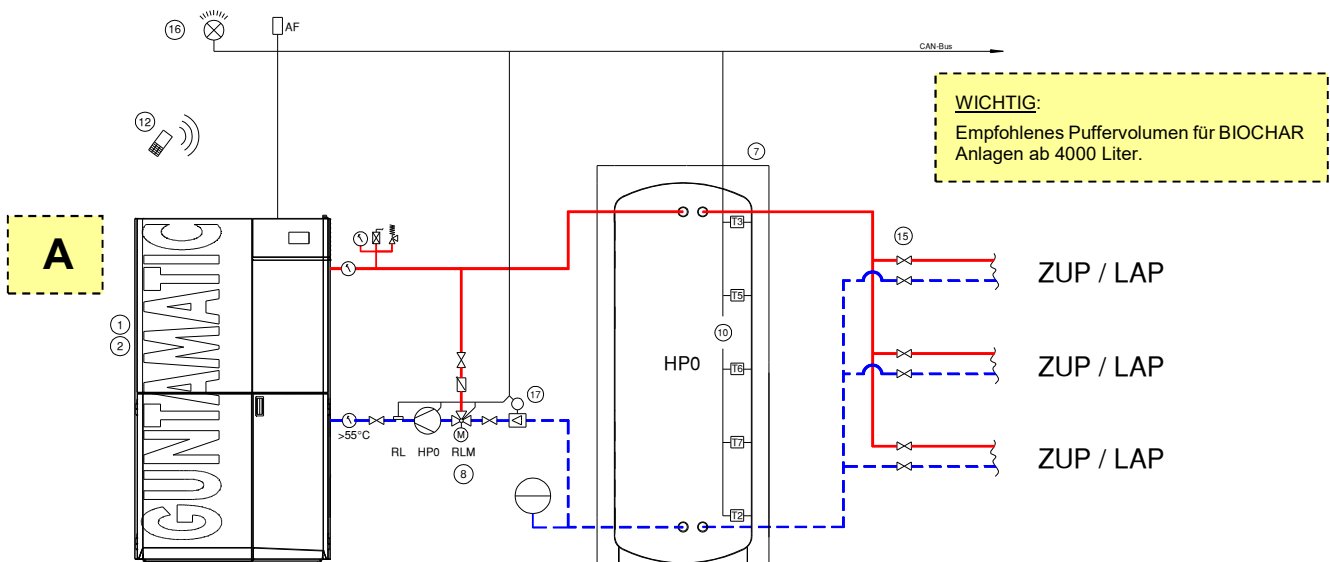 16
AF
CAN-Bus
WICHTIG:
Empfohlenes Puffervolumen für BIOCHAR
Anlagen ab 4000 Liter.
12
7
A
GUNTAMATIC
T3
15
ZUP / LAP
1
2
T5
10
HP0
T6
ZUP / LAP
17
>55°C
RL HP0 RLM
M
8
T7
ZUP / LAP
T2